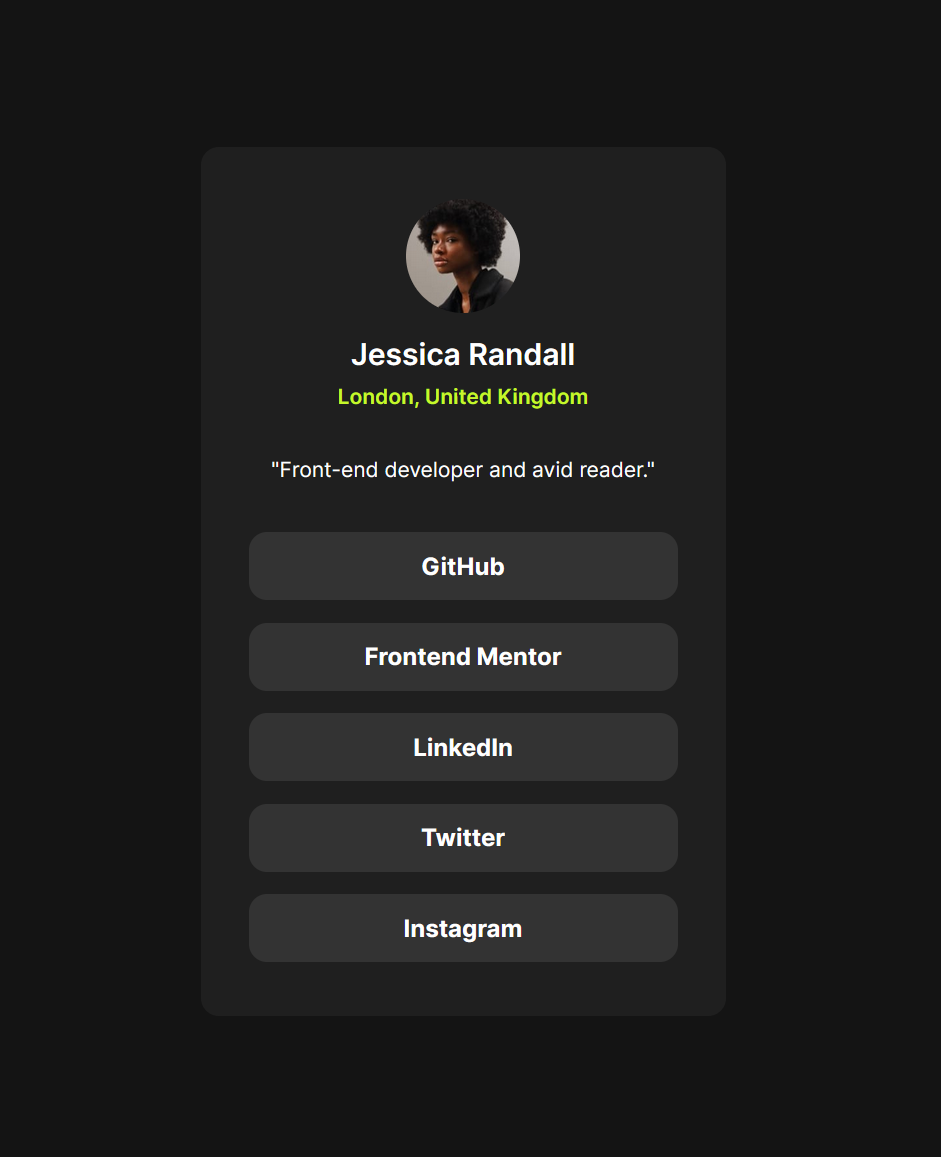 Jessica Randall
London, United Kingdom
"Front-end developer and avid reader."
GitHub
Frontend Mentor
LinkedIn
Twitter
Instagram